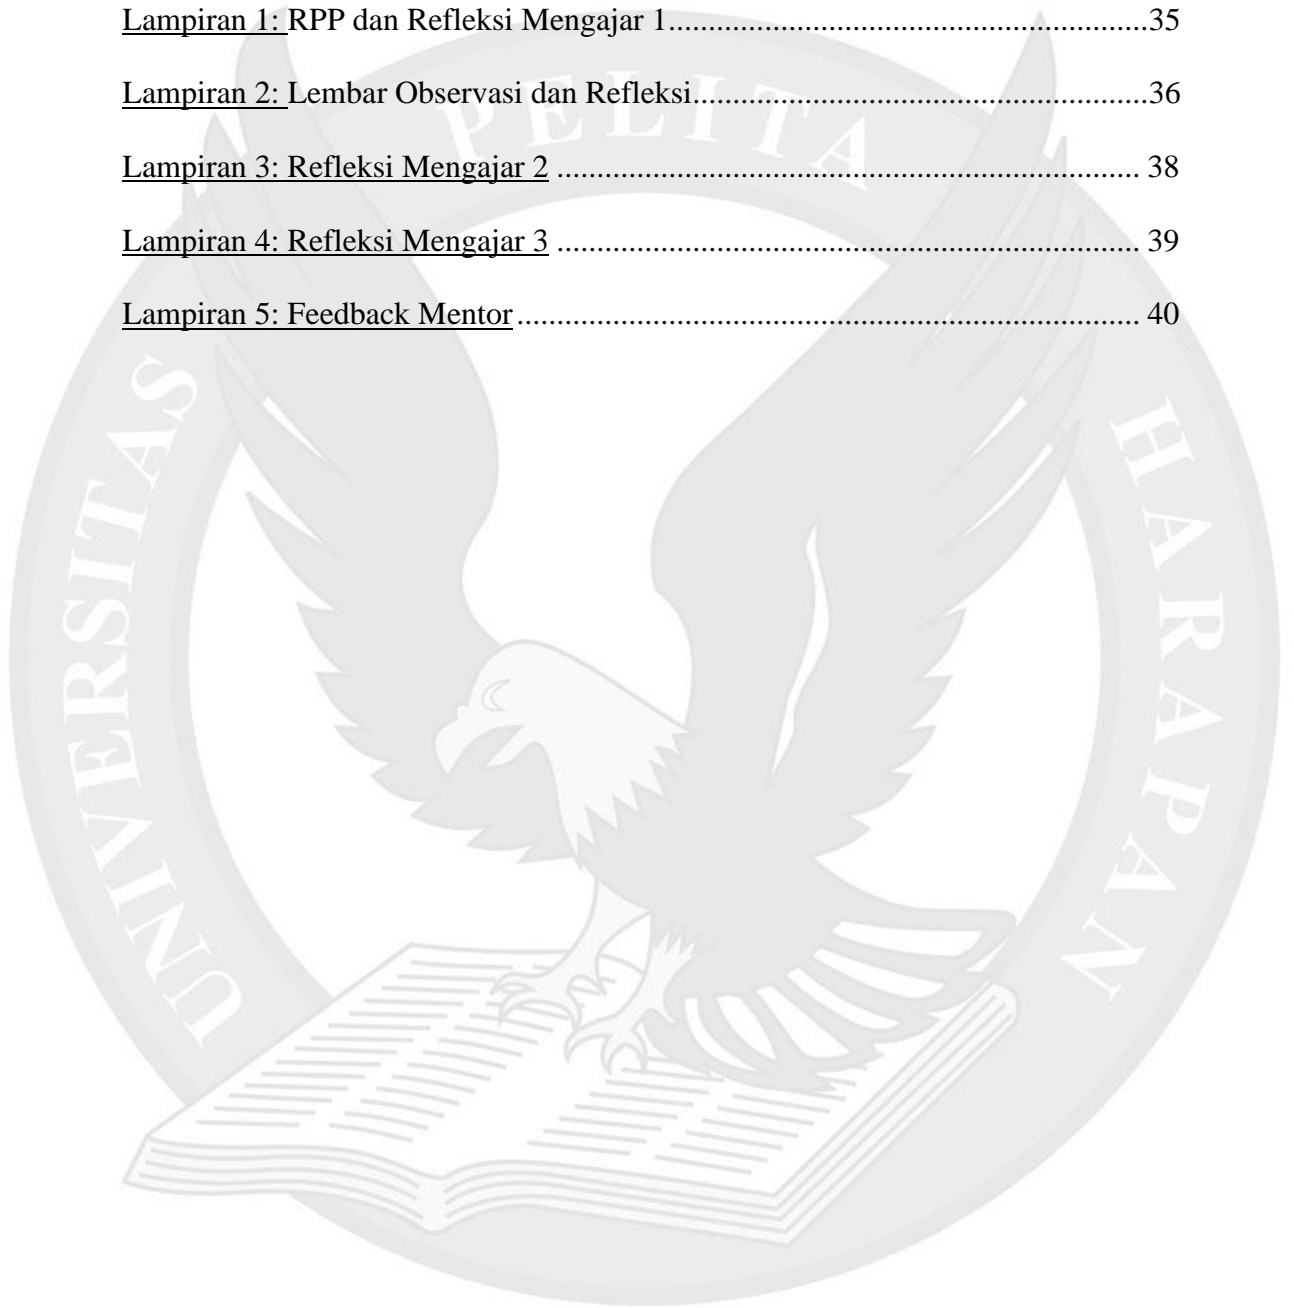 Lampiran 1: RPP dan Refleksi Mengajar 1............................................................35
Lampiran 2: Lembar Observasi dan Refleksi.........................................................36
Lampiran 3: Refleksi Mengajar 2 ......................................................................... 38
Lampiran 4: Refleksi Mengajar 3 ......................................................................... 39
Lampiran 5: Feedback Mentor.............................................................................. 40
UNIVERSITAS PELITA HARAPAN